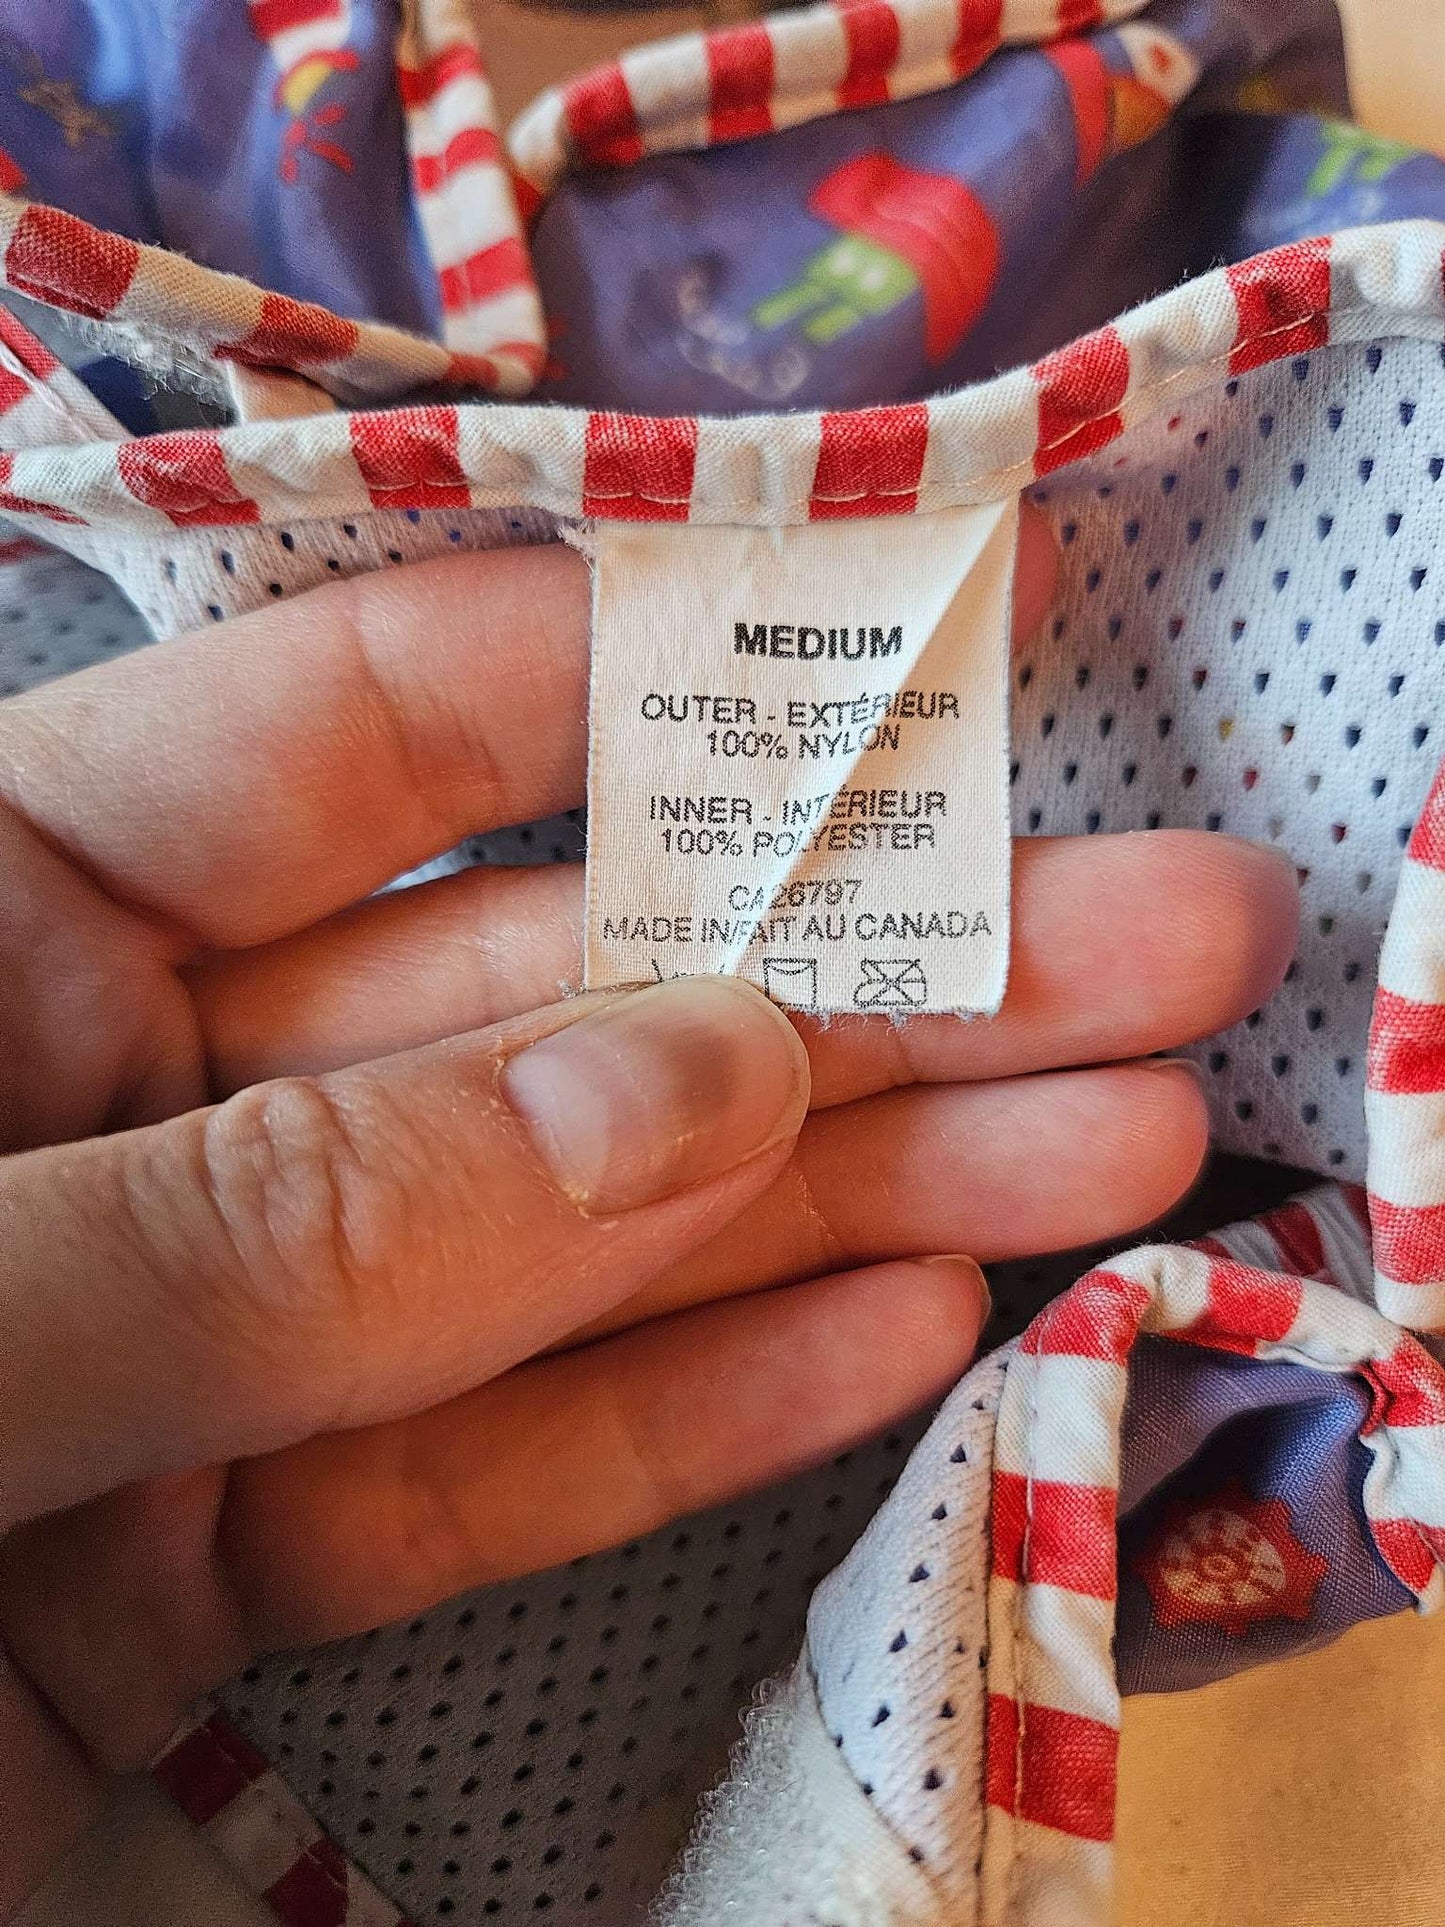 MEDIUM
OUTER - EXTÉRIEUR
100% NYLON
INNER - INTÉRIEUR
100% POLYESTER
CA26797
MADE IN/FAIT AU CANADA